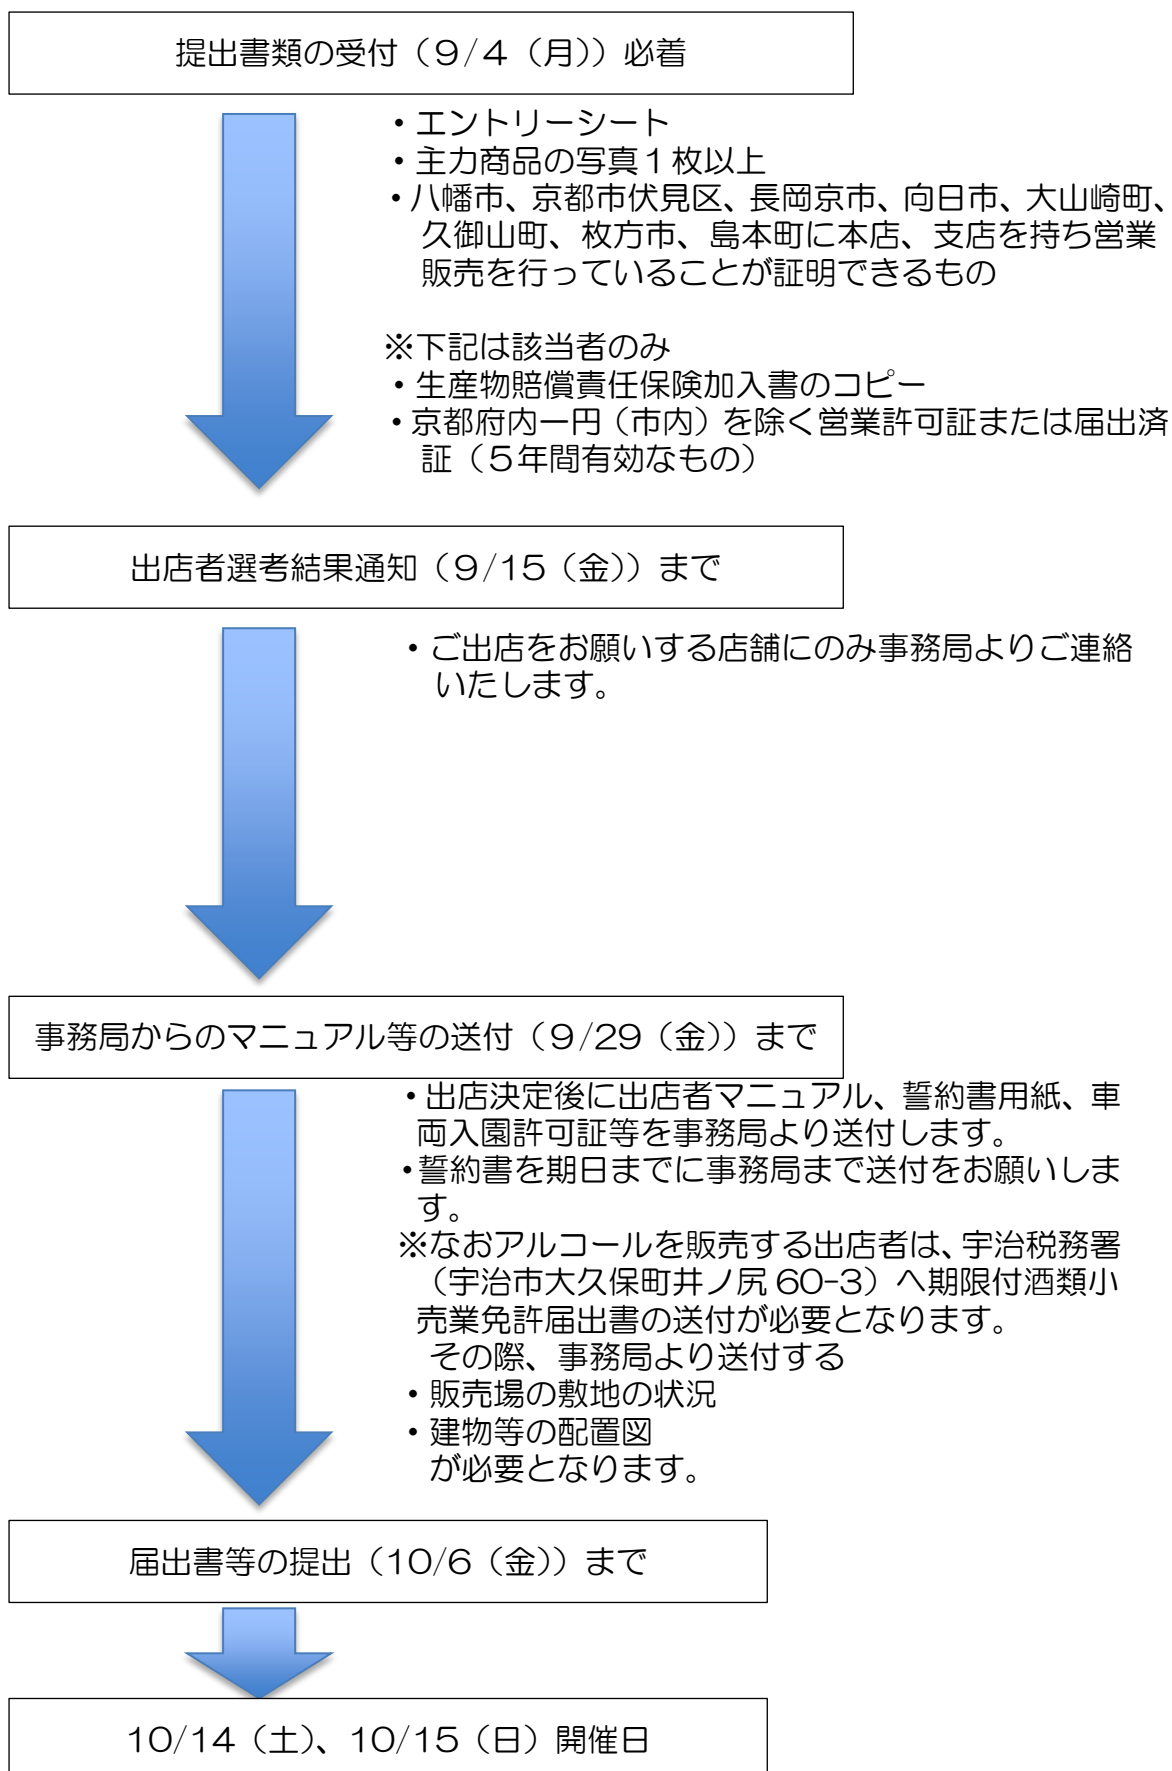 提出書類の受付（9/4（月））必着
・エントリーシート
・主力商品の写真１枚以上
・八幡市、京都市伏見区、長岡京市、向日市、大山崎町、
久御山町、枚方市、島本町に本店、支店を持ち営業
販売を行っていることが証明できるもの
※下記は該当者のみ
・生産物賠償責任保険加入書のコピー
・京都府内一円（市内）を除く営業許可証または届出済
証（５年間有効なもの）
出店者選考結果通知（9/15（金））まで
・ご出店をお願いする店舗にのみ事務局よりご連絡
いたします。
事務局からのマニュアル等の送付（9/29（金））まで
・出店決定後に出店者マニュアル、誓約書用紙、車
両入園許可証等を事務局より送付します。
・誓約書を期日までに事務局まで送付をお願いしま
す。
※なおアルコールを販売する出店者は、宇治税務署
（宇治市大久保町井ノ尻 60-3）へ期限付酒類小
売業免許届出書の送付が必要となります。
その際、事務局より送付する
・販売場の敷地の状況
・建物等の配置図
が必要となります。
届出書等の提出（10/6（金））まで
10/14（土）、10/15（日）開催日